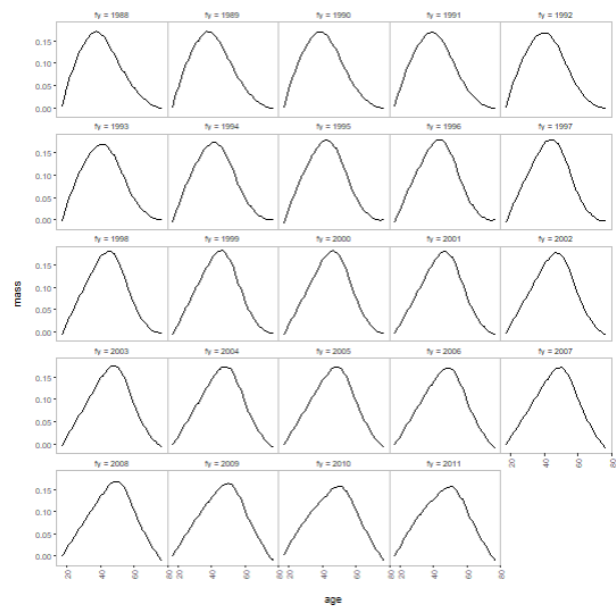 fy = 1988 fy = 1989 fy = 1990 fy = 1991 fy = 1992
0.15
0.10
0.05
0.00
fy = 1993 fy = 1994 fy = 1995 fy = 1996 fy = 1997
0.15
0.10
0.05
0.00
fy = 1998 fy = 1999 fy = 2000 fy = 2001 fy = 2002
mass
0.15
0.10
0.05
0.00
fy = 2003 fy = 2004 fy = 2005 fy = 2006 fy = 2007
0.15
0.10
0.05
0.00
20 40 60 80
fy = 2008 fy = 2009 fy = 2010 fy = 2011
0.15
0.10
0.05
0.00
20 40 60 80 20 40 60 80 20 40 60 80 20 40 60 80
age